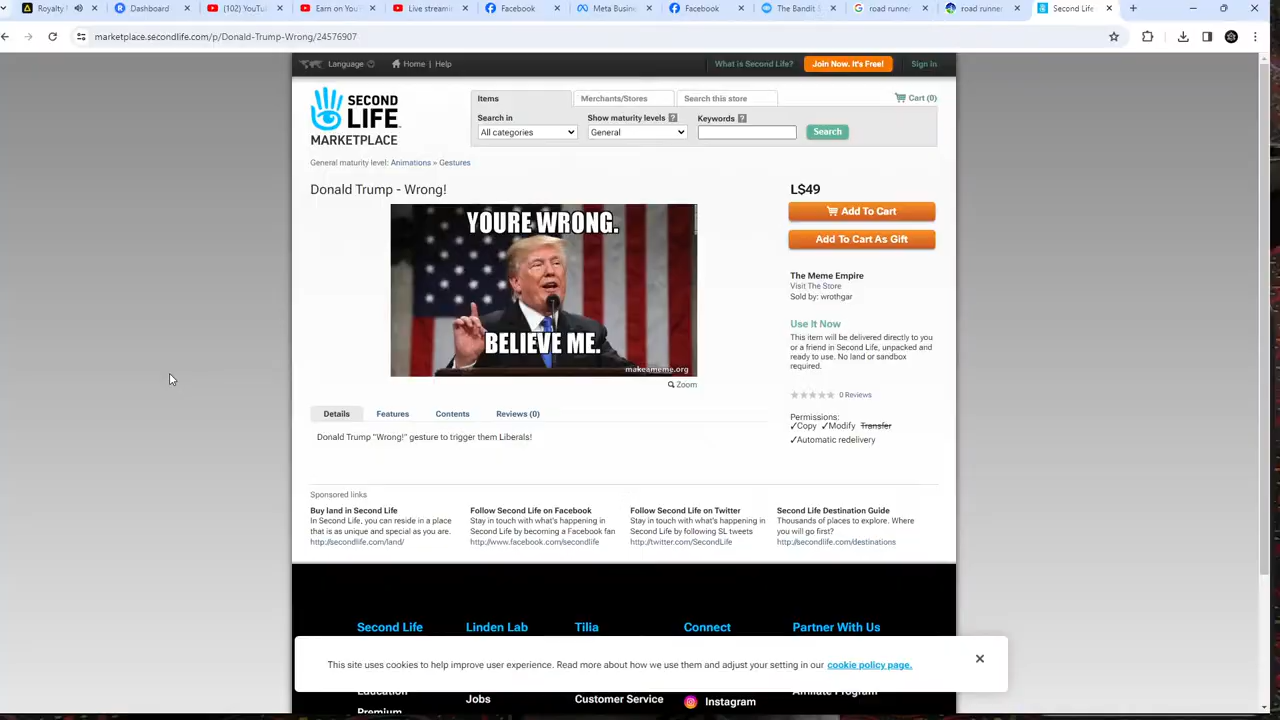 Royalty
Dashboard
(102) YouTu
Earn on You
Live streami
Facebook
Meta Busine
Facebook
The Bandit
road runner
road runner
Second Life
marketplace.secondlife.com/p/Donald-Trump-Wrong/24576907
Language
Home | Help
What is Second Life?
Join Now. It's Free!
Sign In
SECOND
LIFE
MARKETPLACE
Items
Merchants/Stores
Search this store
Cart (0)
Search in
Show maturity levels ?
Keywords ?
All categories
General
Search
General maturity level: Animations » Gestures
Donald Trump - Wrong!
YOURE WRONG.
BELIEVE ME.
makeameme.org
Zoom
L$49
Add To Cart
Add To Cart As Gift
The Meme Empire
Visit The Store
Sold by: wrothgar
Use It Now
This item will be delivered directly to you
or a friend in Second Life, unpacked and
ready to use. No land or sandbox
required.
0 Reviews
Permissions:
✓Copy ✓Modify Transfer
✓Automatic redelivery
Details
Features
Contents
Reviews (0)
Donald Trump "Wrong!" gesture to trigger them Liberals!
Sponsored links
Buy land in Second Life
In Second Life, you can reside in a place
that is as unique and special as you are.
http://secondlife.com/land/
Follow Second Life on Facebook
Stay in touch with what's happening in
Second Life by becoming a Facebook fan
http://www.facebook.com/secondlife
Follow Second Life on Twitter
Stay in touch with what's happening in
Second Life by following SL tweets
http://twitter.com/SecondLife
Second Life Destination Guide
Thousands of places to explore. Where
you will go first?
http://secondlife.com/destinations
Second Life
Linden Lab
Tilia
Connect
Partner With Us
This site uses cookies to help improve user experience. Read more about how we use them and adjust your setting in our cookie policy page.
Education
Jobs
Customer Service
Instagram
Affiliate Program
Premium